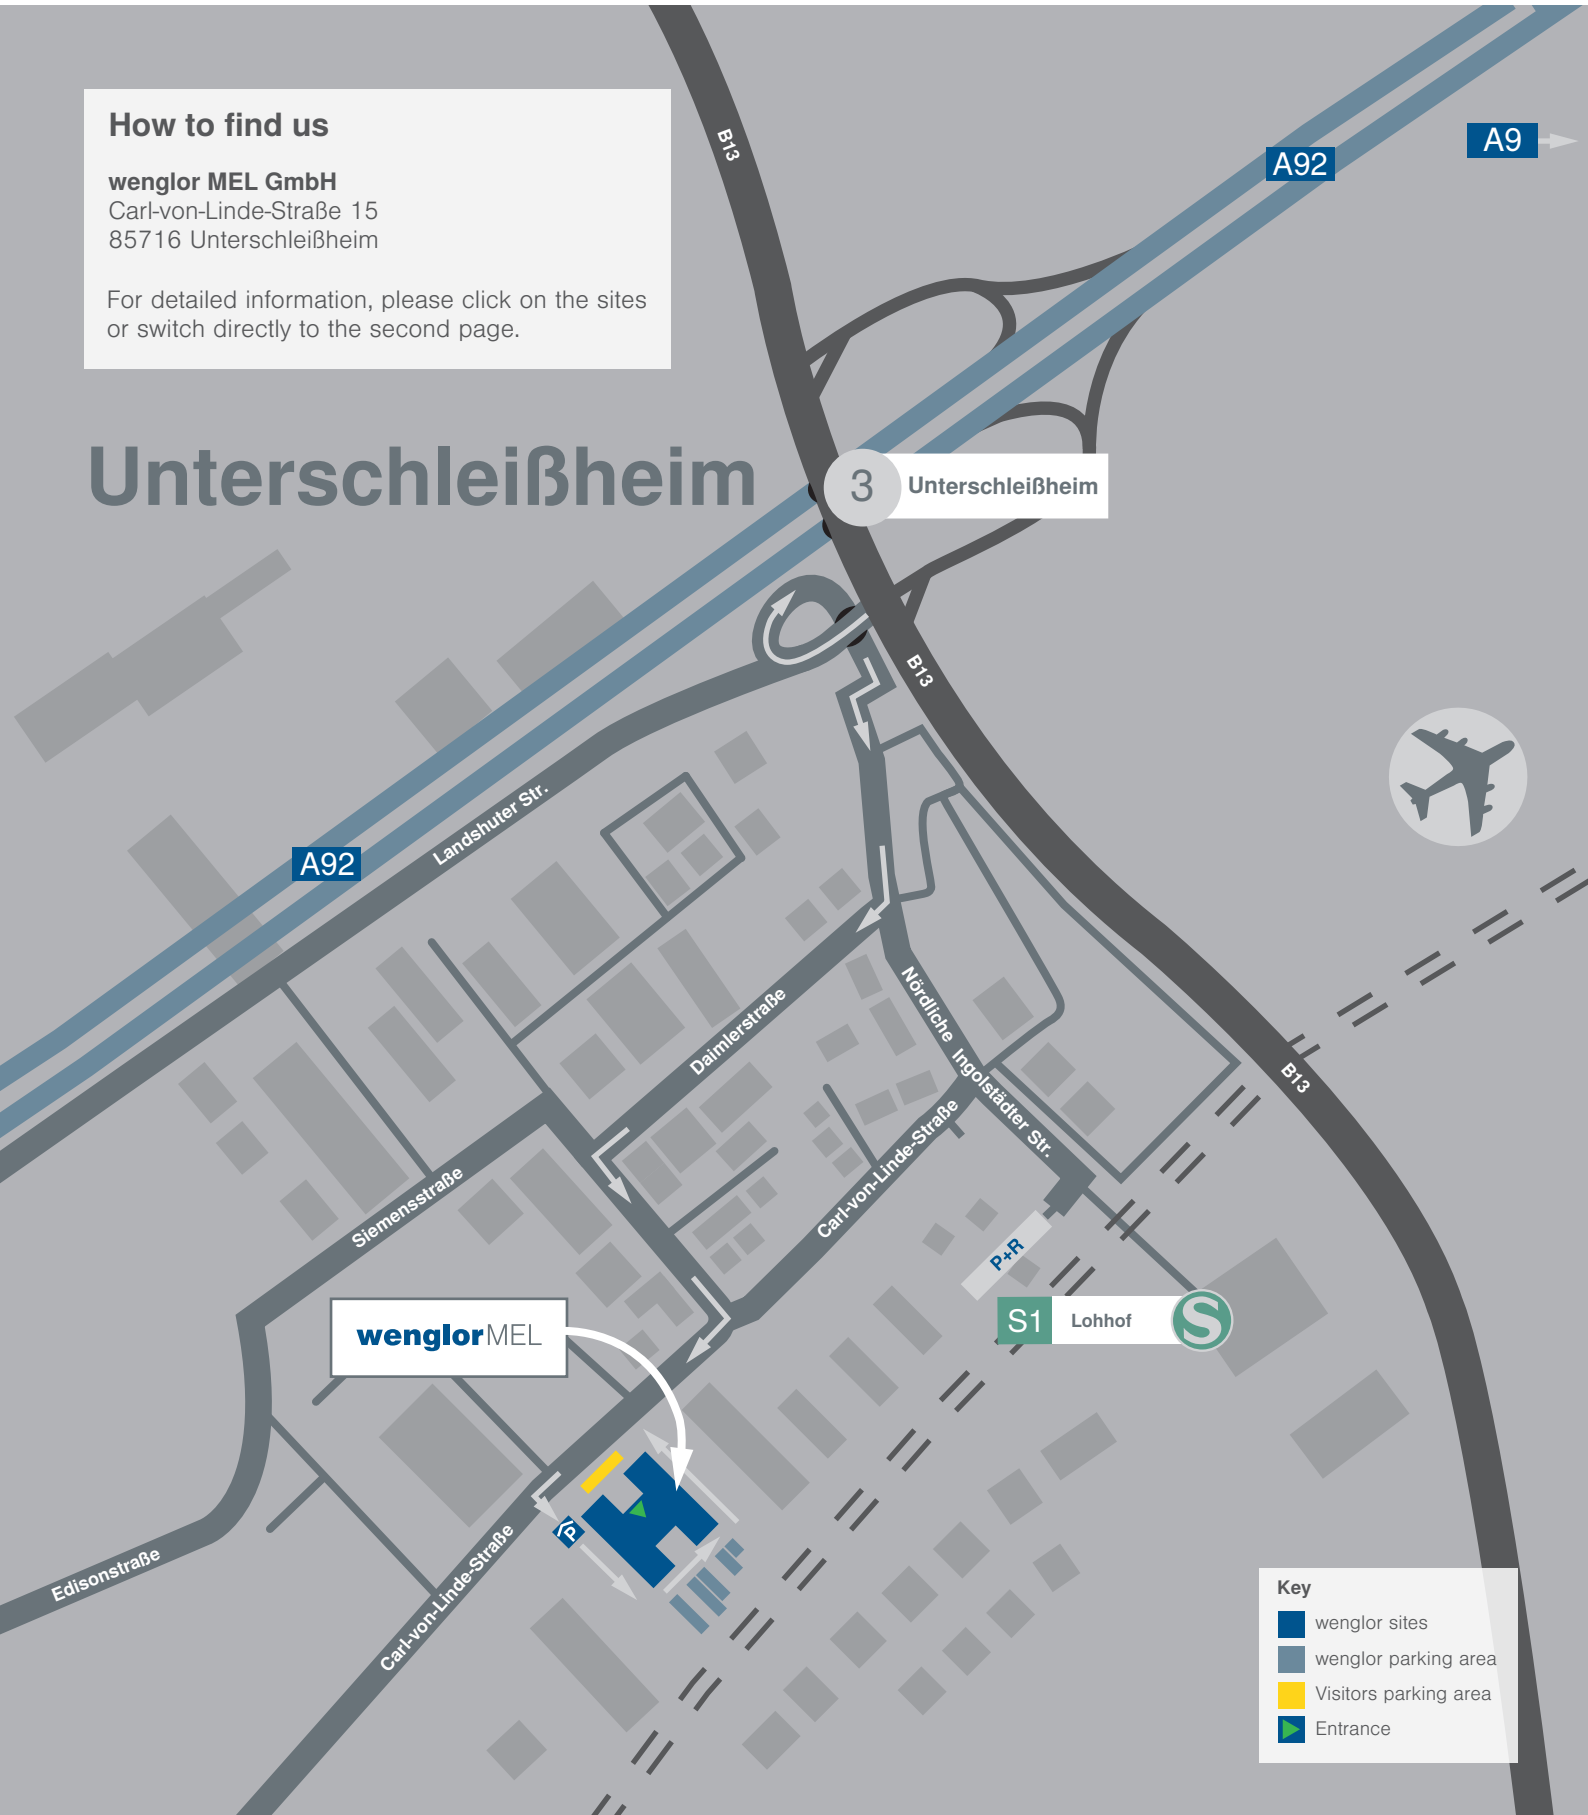 How to find us
wenglor MEL GmbH
Carl-von-Linde-Straße 15
85716 Unterschleißheim
For detailed information, please click on the sites
or switch directly to the second page.
B13
A92
A9
Unterschleißheim
3 Unterschleißheim
B13
Landshuter Str.
A92
Daimlerstraße
Nördliche Ingolstädter Str.
B13
Siemensstraße
Carl-von-Linde-Straße
P+R
wenglorMEL
S1 Lohhof S
P
Edisonstraße
Carl-von-Linde-Straße
Key
wenglor sites
wenglor parking area
Visitors parking area
Entrance